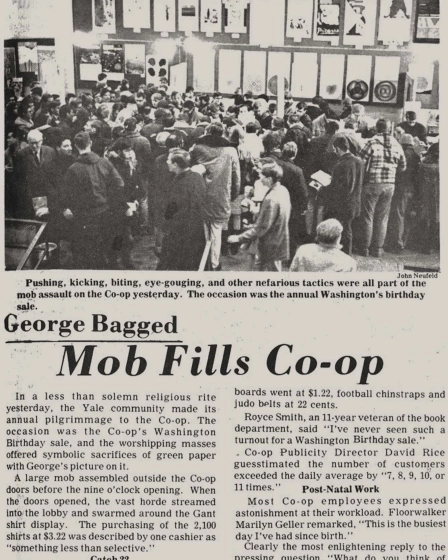 John Neufeld
Pushing, kicking, biting, eye-gouging, and other nefarious tactics were all part of the
mob assault on the Co-op yesterday. The occasion was the annual Washington's birthday
sale.
George Bagged
Mob Fills Co-op
In a less than solemn religious rite
yesterday, the Yale community made its
annual pilgrimmage to the Co-op. The
occasion was the Co-op's Washington
Birthday sale, and the worshipping masses
offered symbolic sacrifices of green paper
with George's picture on it.
A large mob assembled outside the Co-op
doors before the nine o'clock opening. When
the doors opened, the vast horde streamed
into the lobby and swarmed around the Gant
shirt display. The purchasing of the 2,100
shirts at $3.22 was described by one cashier as
"something less than selective."
Catch 22
boards went at $1.22, football chinstraps and
judo belts at 22 cents.
Royce Smith, an 11-year veteran of the book
department, said "I've never seen such a
turnout for a Washington Birthday sale."
Co-op Publicity Director David Rice
guesstimated the number of customers
exceeded the daily average by "7, 8, 9, 10, or
11 times."
Post-Natal Work
Most Co-op employes expressed
astonishment at their workload. Floorwalker
Marilyn Geller remarked, "This is the busiest
day I've had since birth."
Clearly the most enlightening reply to the
pressing question "What do you think of